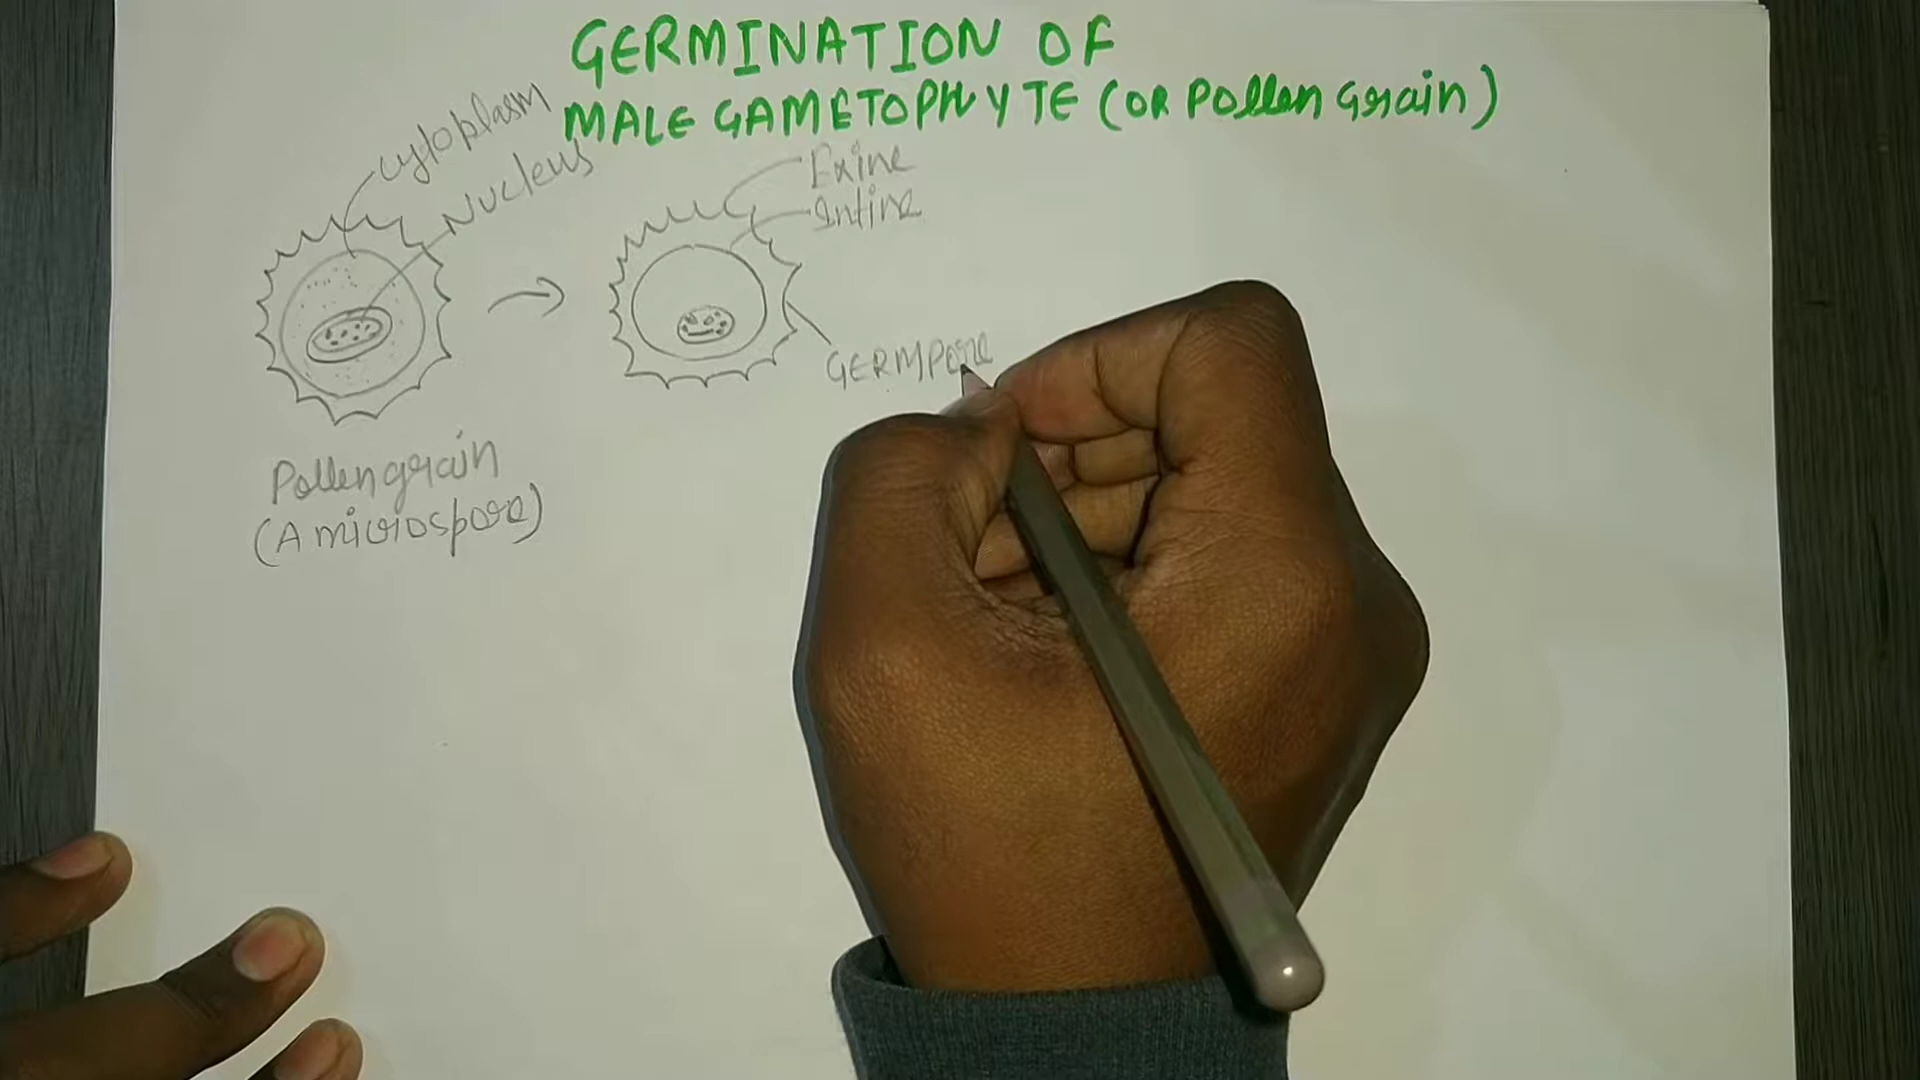 GERMINATION OF
MALE GAMETOPHYTE (OR Pollen Grain)
Cytoplasm
Nucleus
Exine
Intine
GERMPore
Pollen grain
(A microspore)